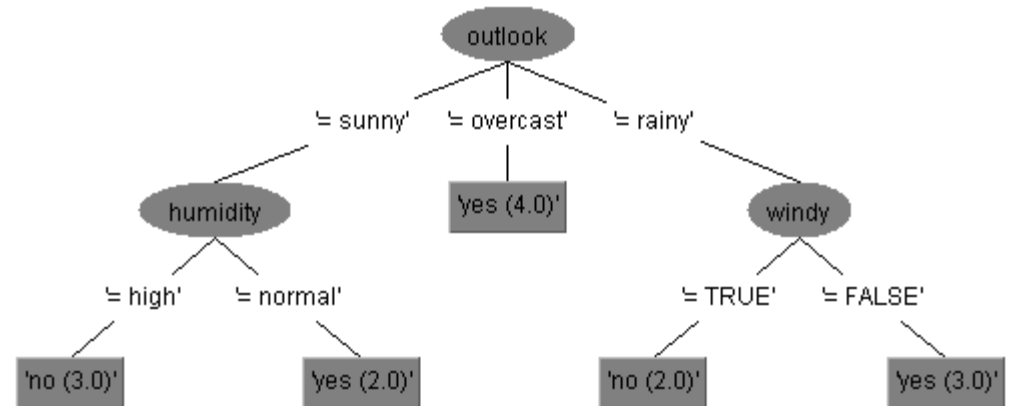 outlook
'= sunny' '= overcast' '= rainy'
humidity 'yes (4.0)' windy
'= high' '= normal' '= TRUE' '= FALSE'
'no (3.0)' 'yes (2.0)' 'no (2.0)' 'yes (3.0)'